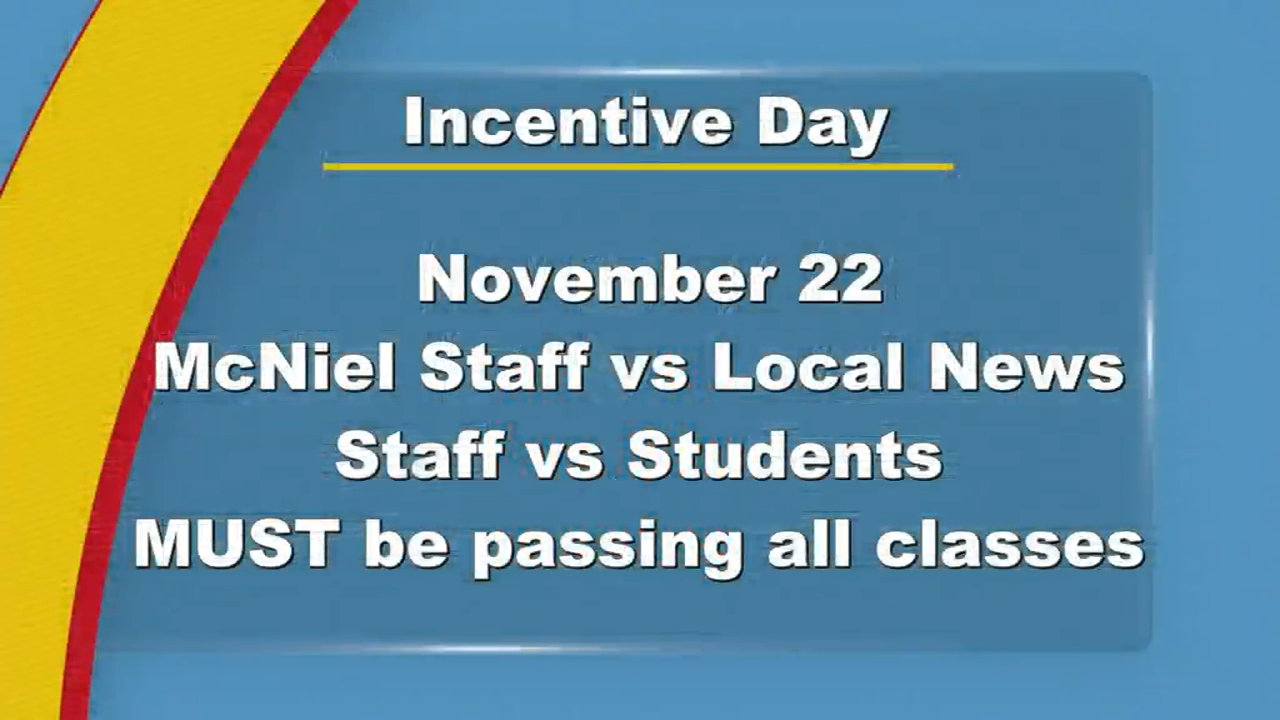 Incentive Day
November 22
McNiel Staff vs Local News
Staff vs Students
MUST be passing all classes